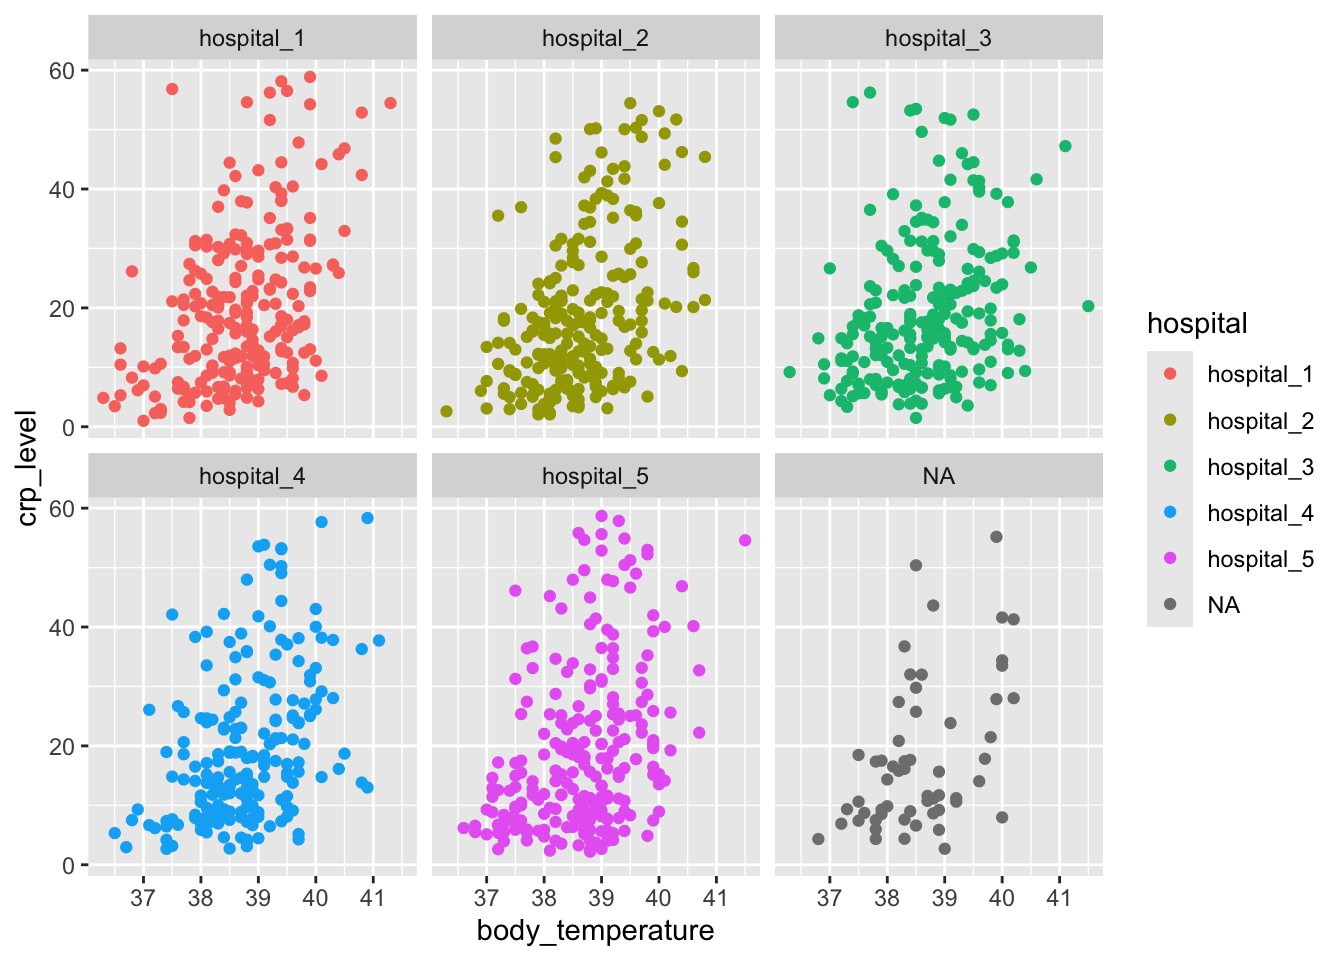 hospital_1 hospital_2 hospital_3
60
40
20
0
hospital_4 hospital_5 NA
60
40
20
0
37 38 39 40 41 37 38 39 40 41 37 38 39 40 41
body_temperature
crp_level
hospital
hospital_1
hospital_2
hospital_3
hospital_4
hospital_5
NA